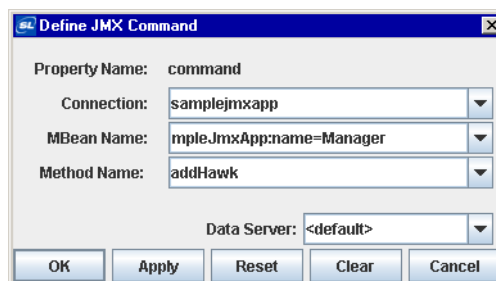 SL Define JMX Command
Property Name: command
Connection: samplejmxapp
MBean Name: mpleJmxApp:name=Manager
Method Name: addHawk
Data Server: <default>
OK Apply Reset Clear Cancel